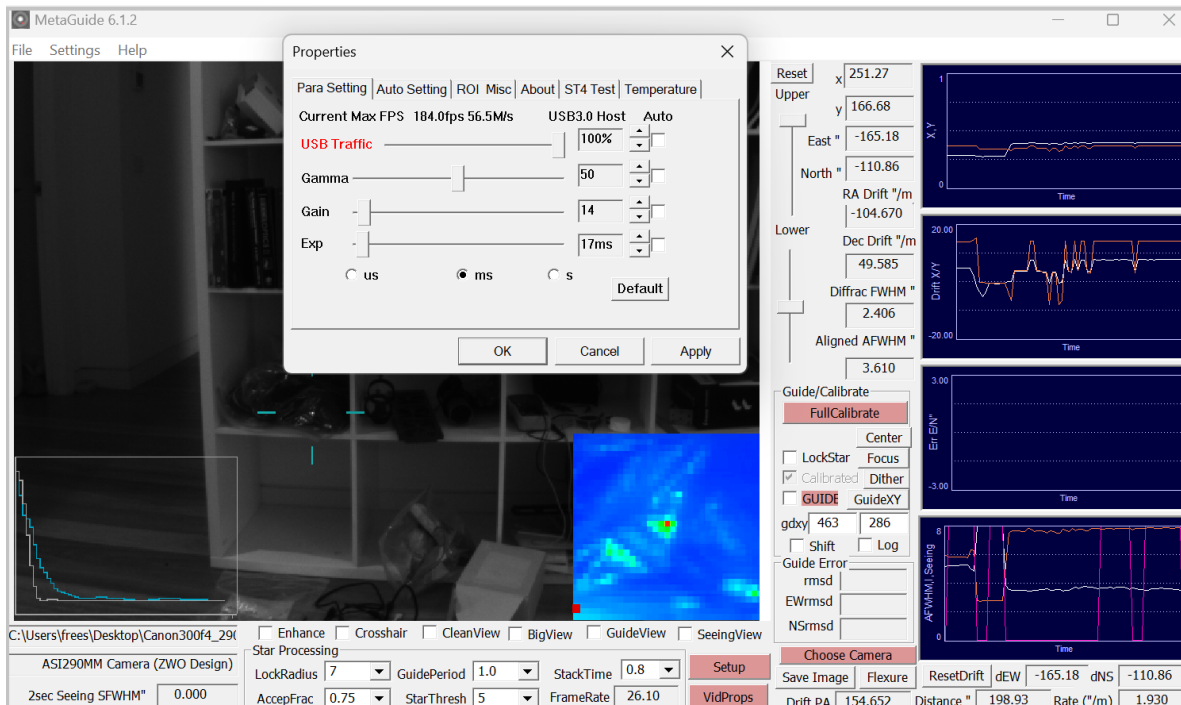 MetaGuide 6.1.2
File Settings Help
Properties
Para Setting Auto Setting ROI Misc About ST4 Test Temperature
Current Max FPS 184.0fps 56.5M/s USB3.0 Host Auto
USB Traffic 100%
Gamma 50
Gain 14
Exp 17ms
us ms s
Default
OK Cancel Apply
Reset x 251.27
Upper
y 166.68
East " -165.18
North " -110.86
RA Drift "/m
-104.670
Lower
Dec Drift "/m
49.585
Diffrac FWHM "
2.406
Aligned AFWHM "
3.610
Guide/Calibrate
FullCalibrate
Center
LockStar Focus
Calibrated Dither
GUIDE GuideXY
gdxy 463 286
Shift Log
Guide Error
rmsd
EWrmsd
NSrmsd
Choose Camera
Save Image Flexure
Drift PA 154.652
1
X,Y
0
Time
20.00
Drift X/Y
-20.00
Time
3.00
Err E/N"
-3.00
Time
8
AFWHM,I,Seeing
0
Time
ResetDrift dEW -165.18 dNS -110.86
Distance " 198.93 Rate ("/m) 1.930
C:\Users\frees\Desktop\Canon300f4_29(
Enhance Crosshair CleanView BigView GuideView SeeingView
ASI290MM Camera (ZWO Design)
2sec Seeing SFWHM" 0.000
Star Processing
LockRadius 7 GuidePeriod 1.0 StackTime 0.8
AccepFrac 0.75 StarThresh 5 FrameRate 26.10
Setup
VidProps